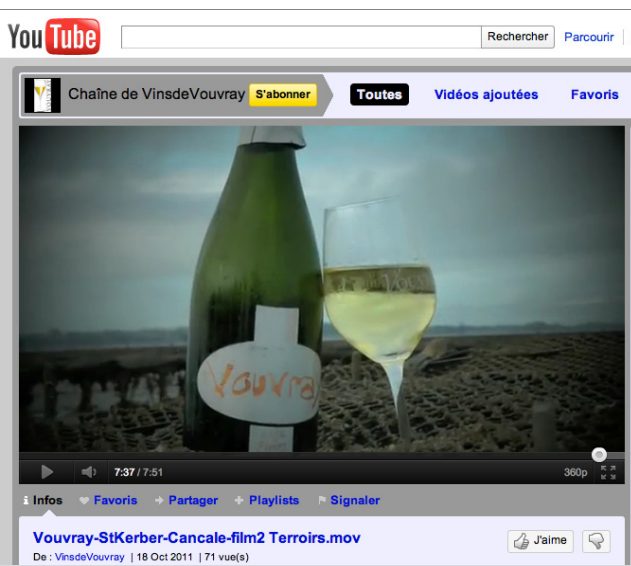 YouTube
Rechercher
Parcourir
Chaîne de VinsdeVouvray
S'abonner
Toutes
Vidéos ajoutées
Favoris
Vouvray
7:37 / 7:51
360p
Infos
Favoris
Partager
Playlists
Signaler
Vouvray-StKerber-Cancale-film2 Terroirs.mov
J'aime
De : VinsdeVouvray | 18 Oct 2011 | 71 vue(s)